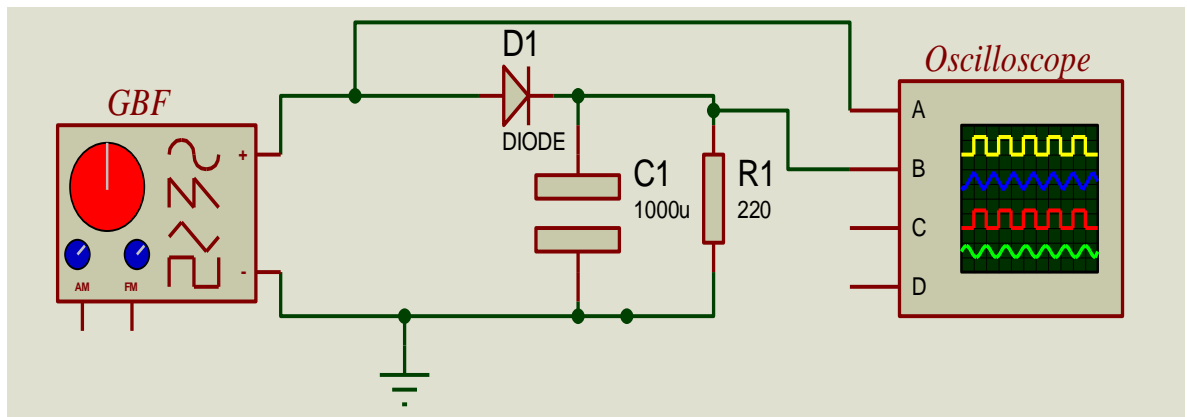 GBF
+
-
AM FM
D1
DIODE
C1
1000u
R1
220
Oscilloscope
A
B
C
D